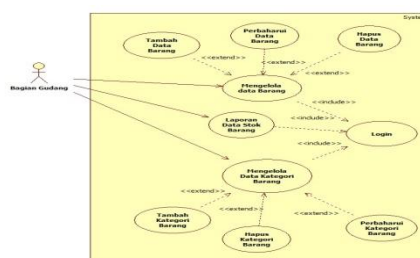 System
Tambah
Data
Barang
Perbaharui
Data
Barang
Hapus
Data
Barang
<<extend>>
<<extend>>
<<extend>>
Mengelola
data Barang
Bagian Gudang
<<include>>
Laporan
Data Stok
Barang
<<include>>
Login
<<include>>
Mengelola
Data Kategori
Barang
<<extend>>
<<extend>>
<<extend>>
Tambah
Kategori
Barang
Hapus
Kategori
Barang
Perbaharui
Kategori
Barang